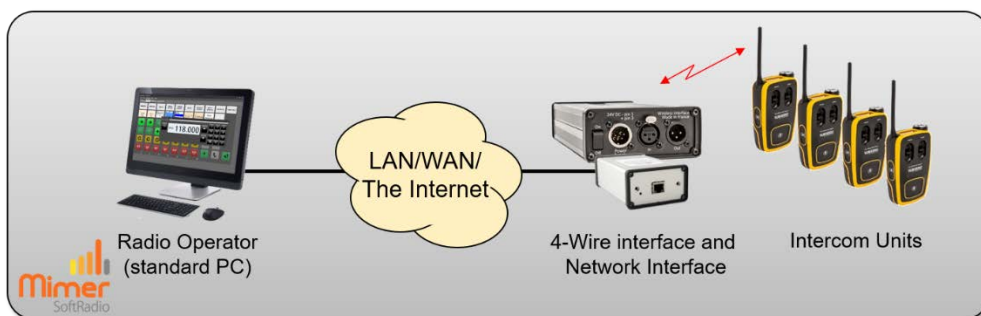 118.000
LAN/WAN/
The Internet
Radio Operator
(standard PC)
4-Wire interface and
Network Interface
Intercom Units
Mimer
SoftRadio